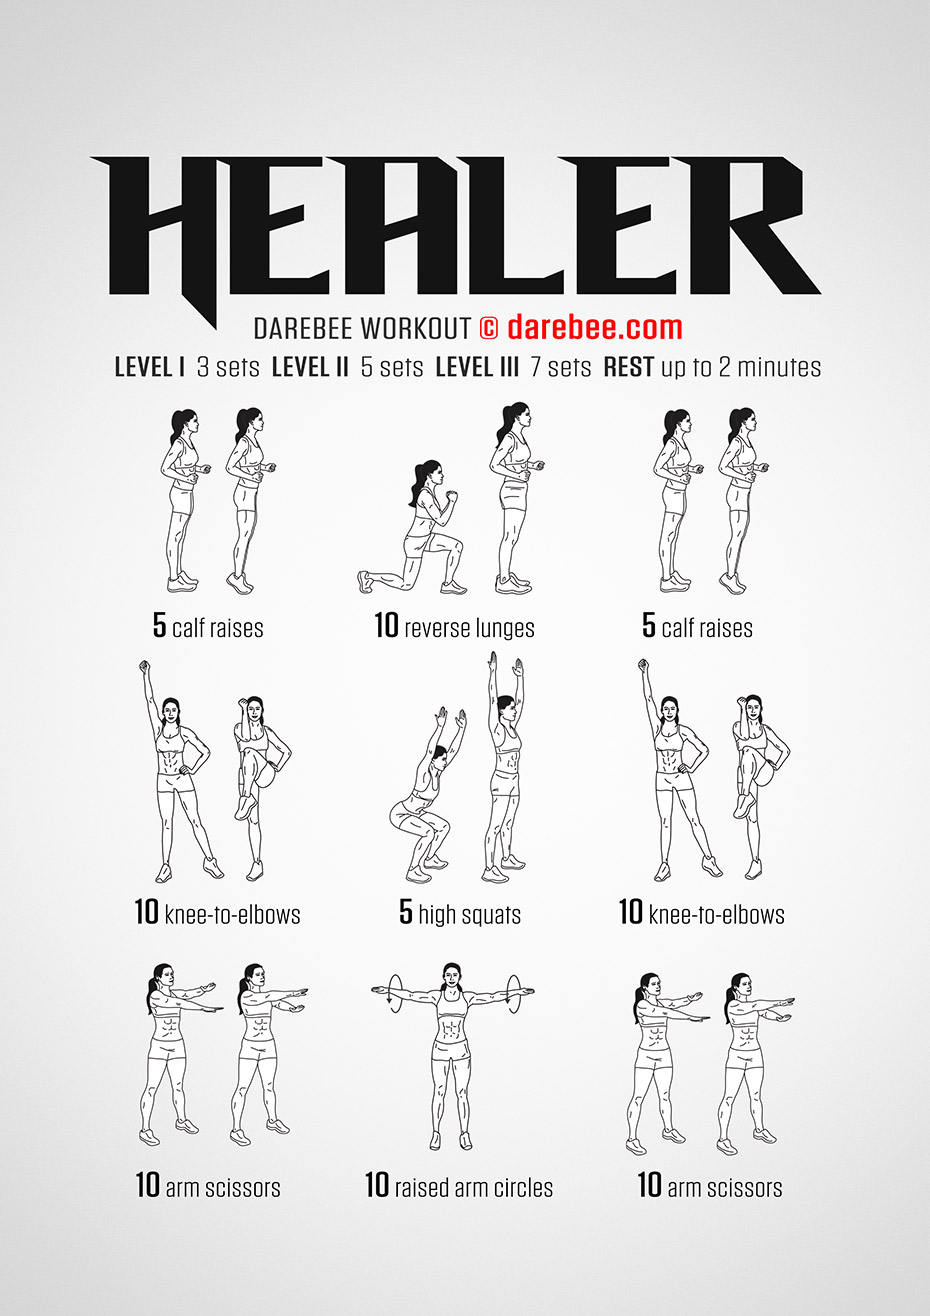 HEALER
DAREBEE WORKOUT © darebee.com
LEVEL I 3 sets LEVEL II 5 sets LEVEL III 7 sets REST up to 2 minutes
5 calf raises
10 reverse lunges
5 calf raises
10 knee-to-elbows
5 high squats
10 knee-to-elbows
10 arm scissors
10 raised arm circles
10 arm scissors